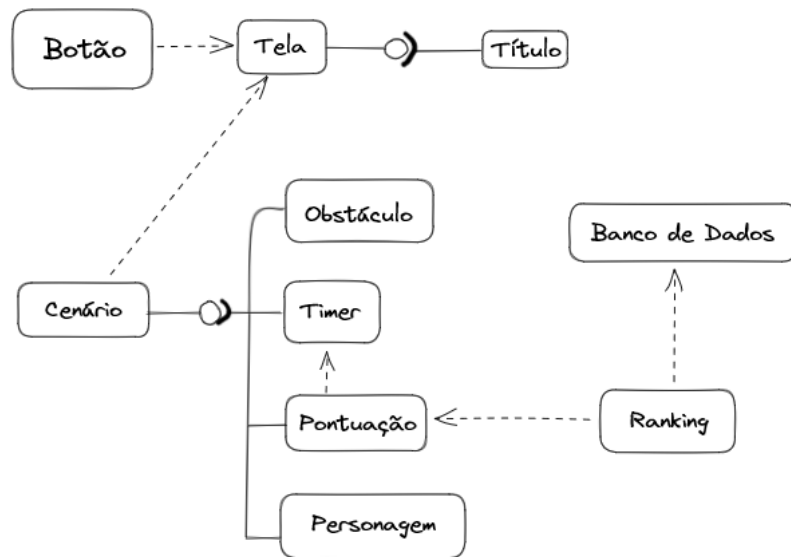 Botão
Tela
Título
Obstáculo
Banco de Dados
Cenário
Timer
Pontuação
Ranking
Personagem